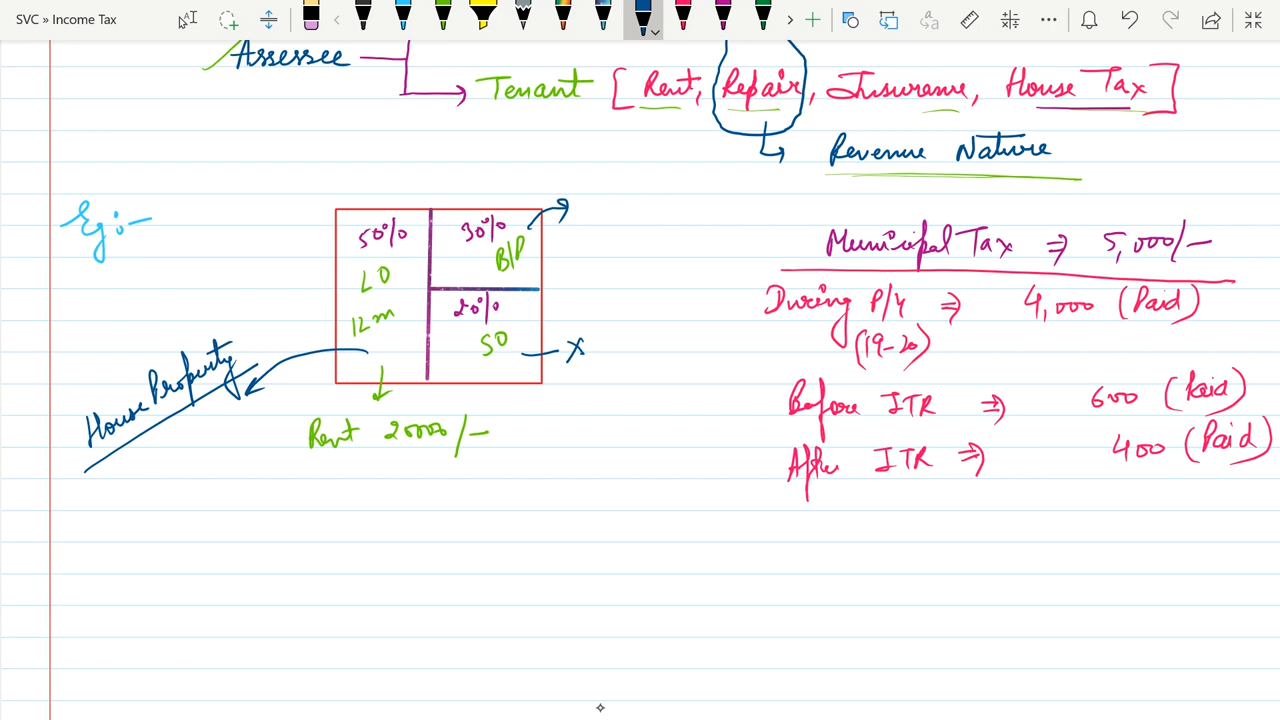 SVC » Income Tax
Assessee
Tenant [Rent, Repair, Insurence, House Tax]
Revenue Nature
Eg:-
50% 30%
LO B/P
12m 20%
SO X
House Property
Rent 20000/-
Municipal Tax ⇒ 5,000/-
During P/Y ⇒ 4,000 (Paid)
(19-20)
Before ITR ⇒ 600 (Paid)
After ITR ⇒ 400 (Paid)